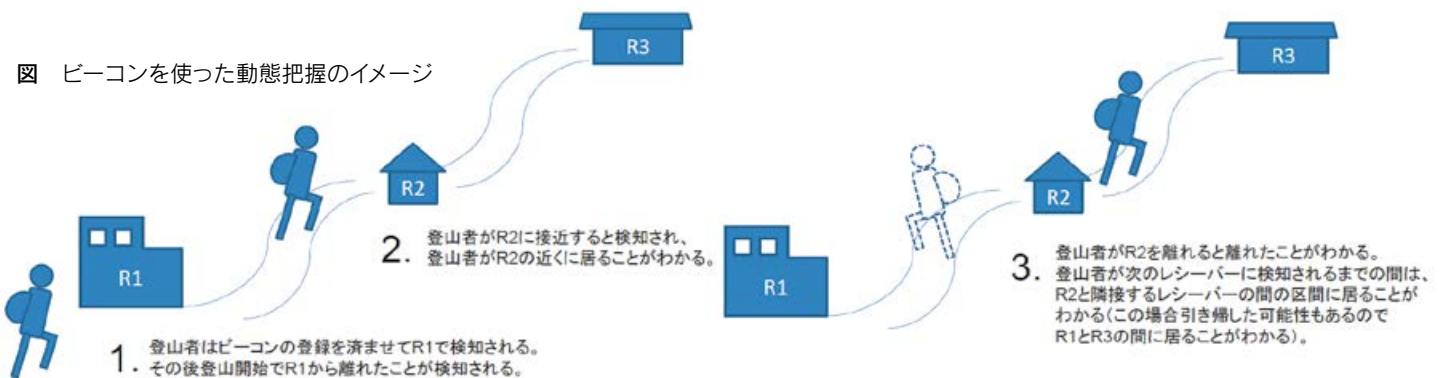 図 ビーコンを使った動態把握のイメージ
R3
R2
R1
1. 登山者はビーコンの登録を済ませてR1で検知される。
その後登山開始でR1から離れたことが検知される。
2. 登山者がR2に接近すると検知され、
登山者がR2の近くに居ることがわかる。
R3
R2
R1
3. 登山者がR2を離れると離れたことがわかる。
登山者が次のレシーバーに検知されるまでの間は、
R2と隣接するレシーバーの間の区間に居ることが
わかる(この場合引き帰した可能性もあるので
R1とR3の間に居ることがわかる)。